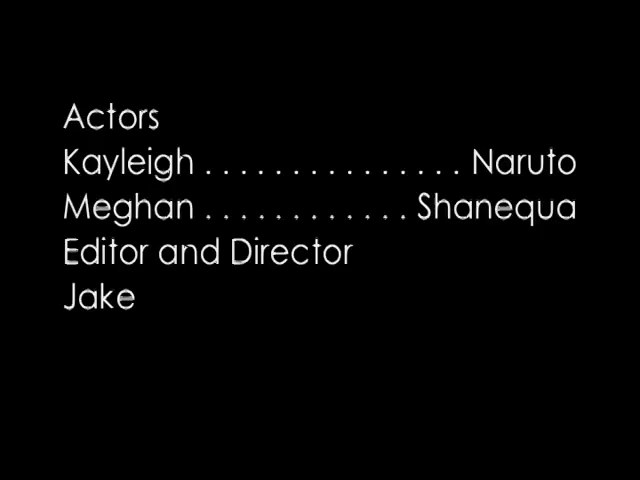 Actors
Kayleigh . . . . . . . . . . . . . . . Naruto
Meghan . . . . . . . . . . . . Shanequa
Editor and Director
Jake